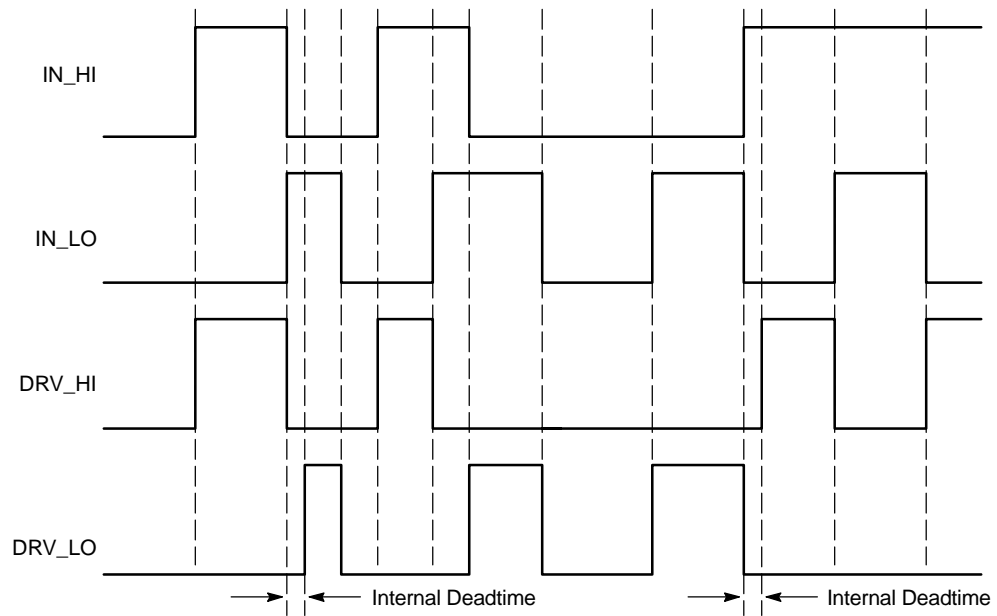 IN_HI
IN_LO
DRV_HI
DRV_LO
Internal Deadtime
Internal Deadtime